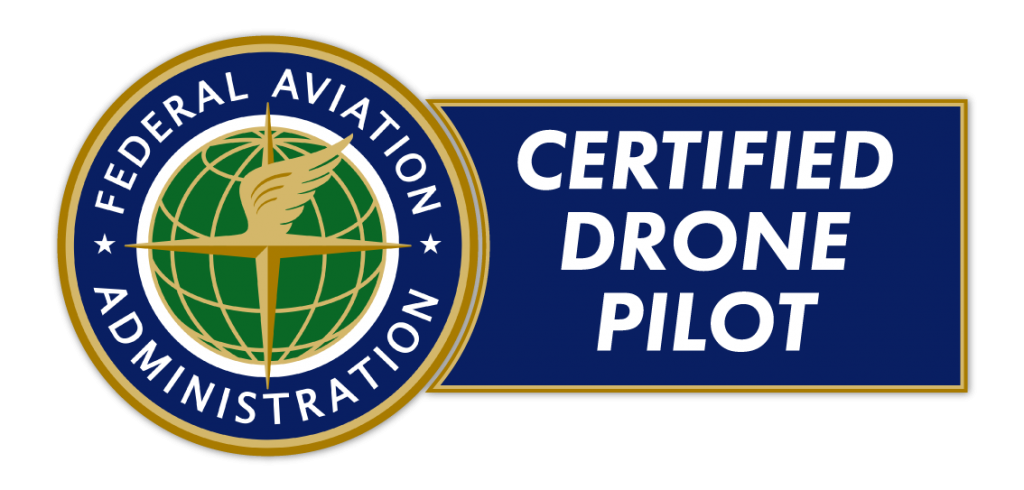 FEDERAL AVIATION
ADMINISTRATION
CERTIFIED
DRONE
PILOT